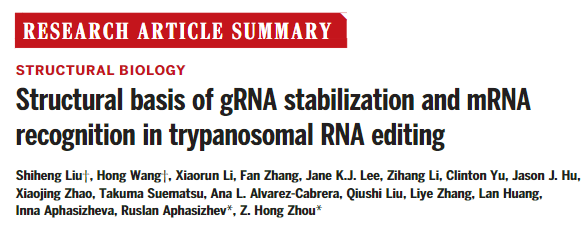 RESEARCH ARTICLE SUMMARY
STRUCTURAL BIOLOGY
Structural basis of gRNA stabilization and mRNA
recognition in trypanosomal RNA editing
Shiheng Liu†, Hong Wang†, Xiaorun Li, Fan Zhang, Jane K.J. Lee, Zihang Li, Clinton Yu, Jason J. Hu,
Xiaojing Zhao, Takuma Suematsu, Ana L. Alvarez-Cabrera, Qiushi Liu, Liye Zhang, Lan Huang,
Inna Aphasizheva, Ruslan Aphasizhev*, Z. Hong Zhou*